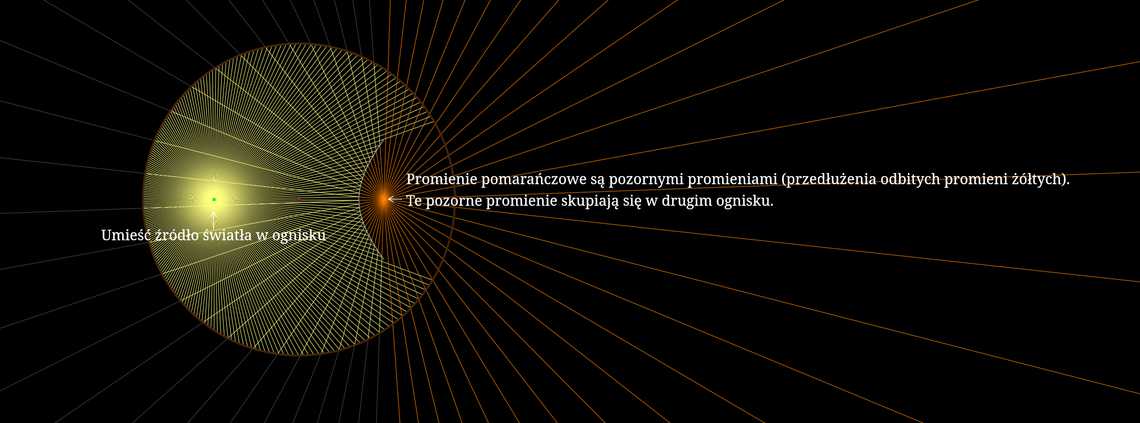 Promienie pomarańczowe są pozornymi promieniami (przedłużenia odbitych promieni żółtych).
Te pozorne promienie skupiają się w drugim ognisku.
Umieść źródło światła w ognisku